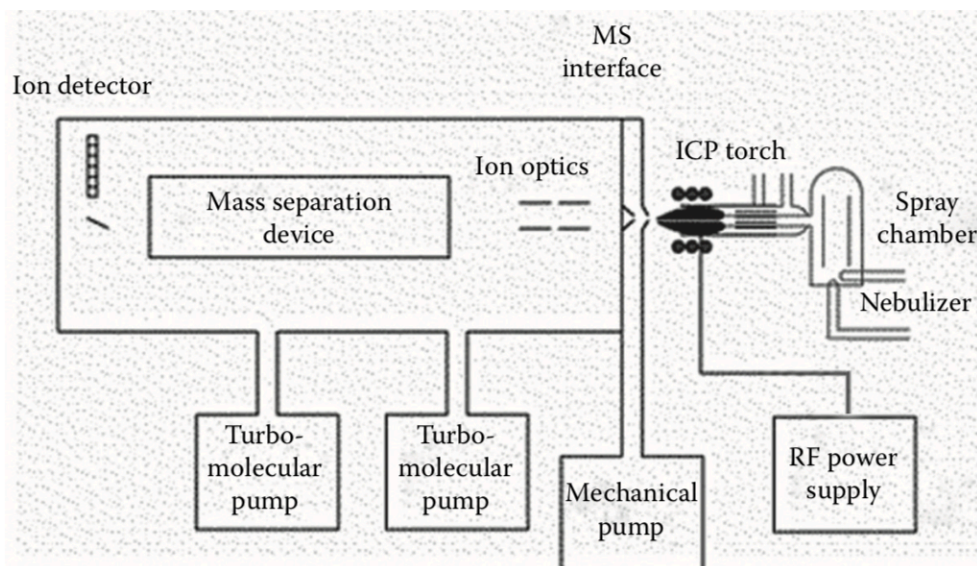 MS
interface
Ion detector
ICP torch
Ion optics
Mass separation
device
Spray
chamber
Nebulizer
Turbo-
molecular
pump
Turbo-
molecular
pump
Mechanical
pump
RF power
supply